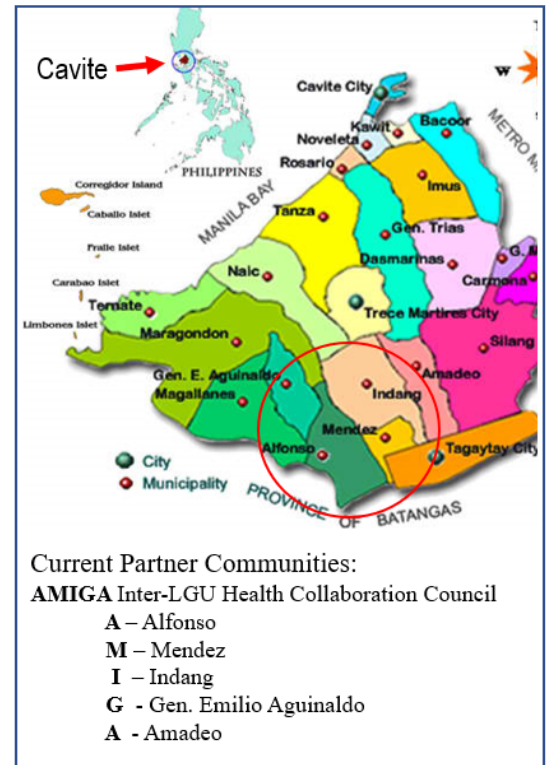 Cavite
PHILIPPINES
W
Cavite City
Kawit
Bacoor
Noveleta
METRO M
Rosario
Imus
Corregidor Island
Caballo Islet
MANILA BAY
Tanza
Gen. Trias
Fraile Islet
Dasmarinas
G. M
Naic
Carmona
Carabao Islet
Ternate
Trece Martires City
Limbones Islet
Maragondon
Silang
Gen. E. Aguinaldo
Amadeo
Magallanes
Indang
Mendez
Alfonso
Tagaytay City
City
Municipality
PROVINCE OF BATANGAS
Current Partner Communities:
AMIGA Inter-LGU Health Collaboration Council
A – Alfonso
M – Mendez
I – Indang
G - Gen. Emilio Aguinaldo
A - Amadeo